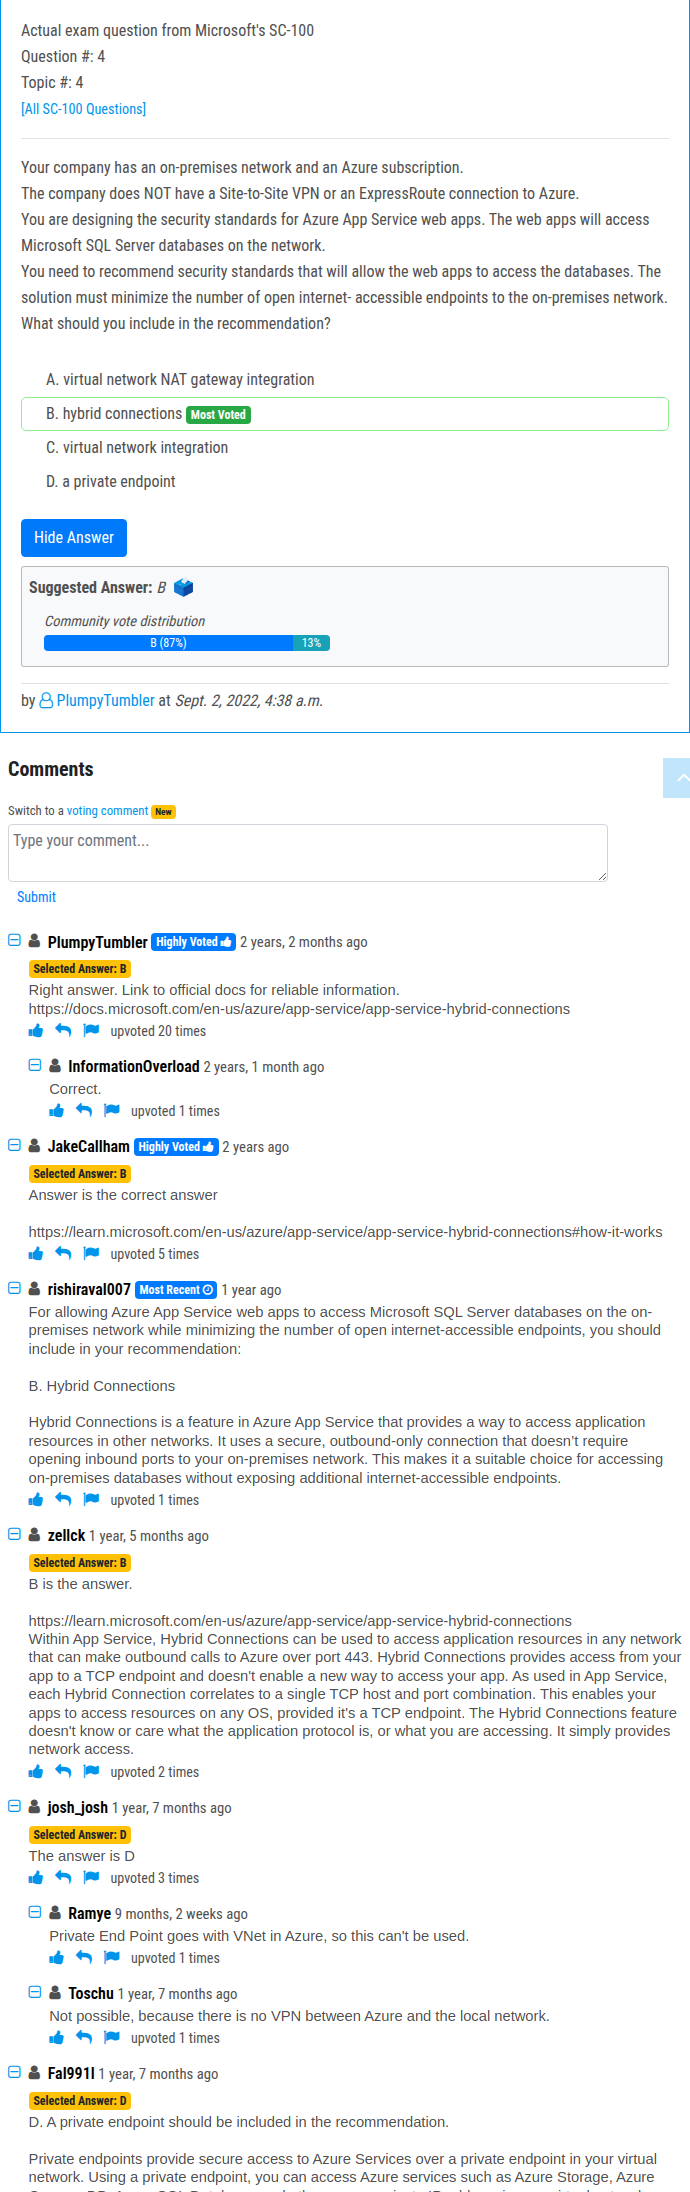 Actual exam question from Microsoft's SC-100
Question #: 4
Topic #: 4
[All SC-100 Questions]
Your company has an on-premises network and an Azure subscription.
The company does NOT have a Site-to-Site VPN or an ExpressRoute connection to Azure.
You are designing the security standards for Azure App Service web apps. The web apps will access
Microsoft SQL Server databases on the network.
You need to recommend security standards that will allow the web apps to access the databases. The
solution must minimize the number of open internet- accessible endpoints to the on-premises network.
What should you include in the recommendation?
A. virtual network NAT gateway integration
B. hybrid connections Most Voted
C. virtual network integration
D. a private endpoint
Hide Answer
Suggested Answer: B
Community vote distribution
B (87%) 13%
by PlumpyTumbler at Sept. 2, 2022, 4:38 a.m.
Comments
Switch to a voting comment New
Type your comment...
Submit
PlumpyTumbler Highly Voted 2 years, 2 months ago
Selected Answer: B
Right answer. Link to official docs for reliable information.
https://docs.microsoft.com/en-us/azure/app-service/app-service-hybrid-connections
upvoted 20 times
InformationOverload 2 years, 1 month ago
Correct.
upvoted 1 times
JakeCallham Highly Voted 2 years ago
Selected Answer: B
Answer is the correct answer
https://learn.microsoft.com/en-us/azure/app-service/app-service-hybrid-connections#how-it-works
upvoted 5 times
rishiraval007 Most Recent 1 year ago
For allowing Azure App Service web apps to access Microsoft SQL Server databases on the on-
premises network while minimizing the number of open internet-accessible endpoints, you should
include in your recommendation:
B. Hybrid Connections
Hybrid Connections is a feature in Azure App Service that provides a way to access application
resources in other networks. It uses a secure, outbound-only connection that doesn’t require
opening inbound ports to your on-premises network. This makes it a suitable choice for accessing
on-premises databases without exposing additional internet-accessible endpoints.
upvoted 1 times
zellck 1 year, 5 months ago
Selected Answer: B
B is the answer.
https://learn.microsoft.com/en-us/azure/app-service/app-service-hybrid-connections
Within App Service, Hybrid Connections can be used to access application resources in any network
that can make outbound calls to Azure over port 443. Hybrid Connections provides access from your
app to a TCP endpoint and doesn't enable a new way to access your app. As used in App Service,
each Hybrid Connection correlates to a single TCP host and port combination. This enables your
apps to access resources on any OS, provided it's a TCP endpoint. The Hybrid Connections feature
doesn't know or care what the application protocol is, or what you are accessing. It simply provides
network access.
upvoted 2 times
josh_josh 1 year, 7 months ago
Selected Answer: D
The answer is D
upvoted 3 times
Ramye 9 months, 2 weeks ago
Private End Point goes with VNet in Azure, so this can't be used.
upvoted 1 times
Toschu 1 year, 7 months ago
Not possible, because there is no VPN between Azure and the local network.
upvoted 1 times
Fal991l 1 year, 7 months ago
Selected Answer: D
D. A private endpoint should be included in the recommendation.
Private endpoints provide secure access to Azure Services over a private endpoint in your virtual
network. Using a private endpoint, you can access Azure services such as Azure Storage, Azure